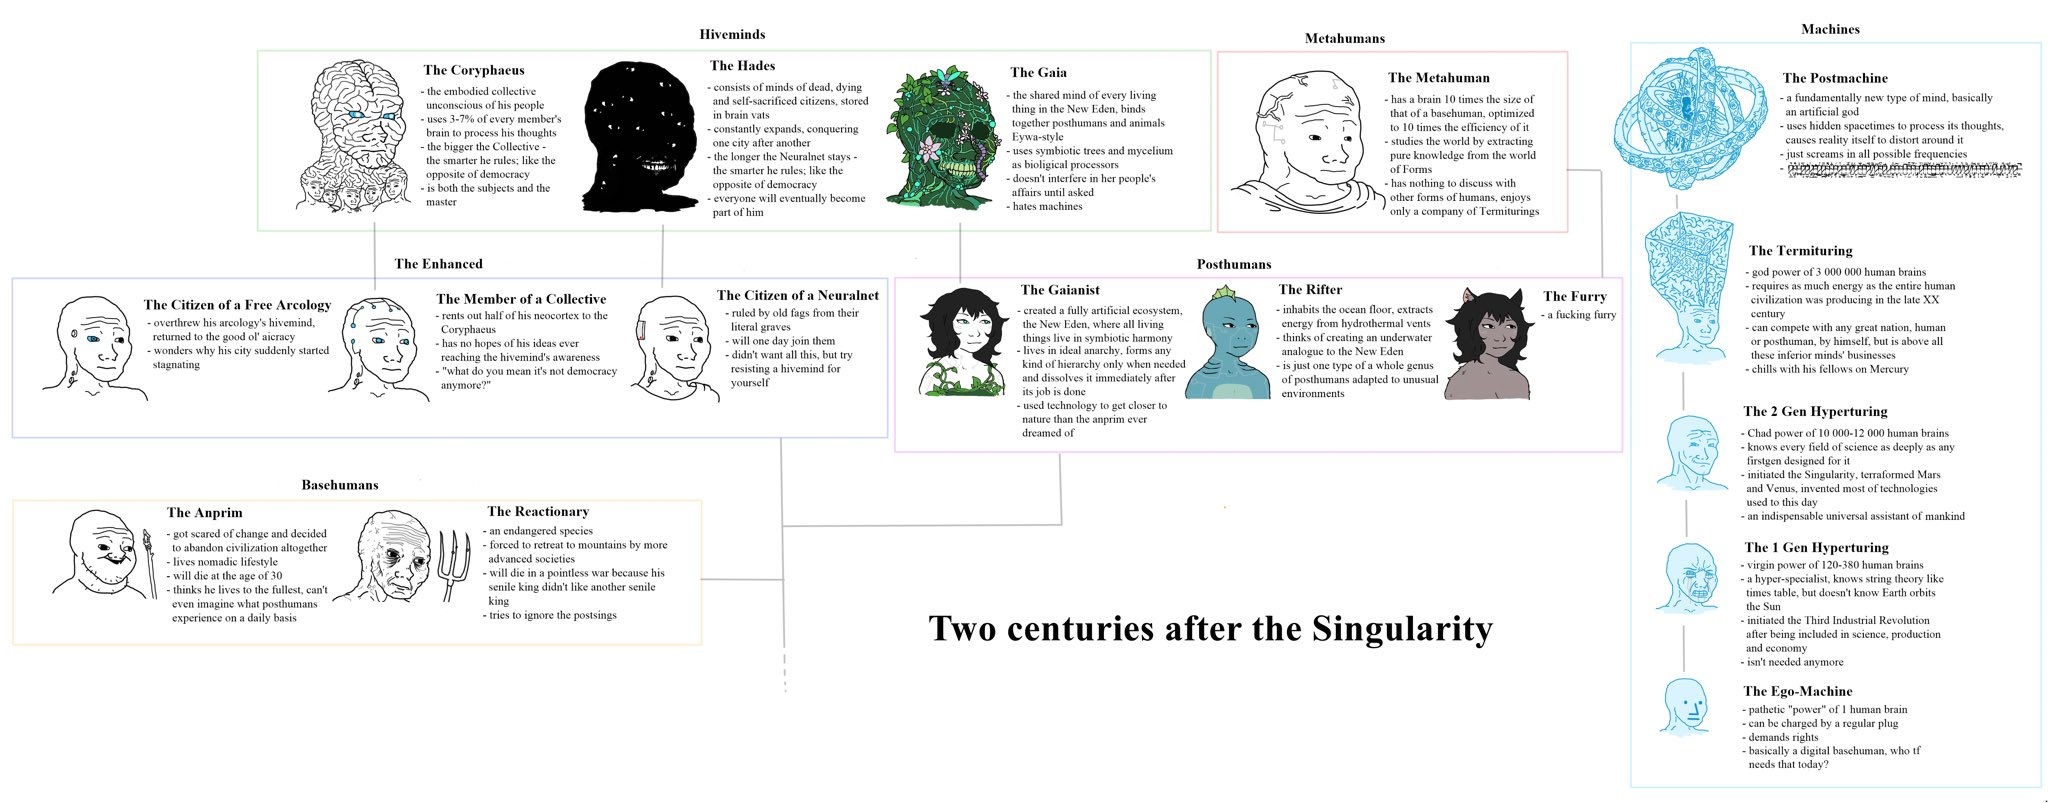 Hiveminds
The Coryphaeus
- the embodied collective
unconscious of his people
- uses 3-7% of every member's
brain to process his thoughts
- the bigger the Collective -
the smarter he rules; like the
opposite of democracy
- is both the subjects and the
master
The Hades
- consists of minds of dead, dying
and self-sacrificed citizens, stored
in brain vats
- constantly expands, conquering
one city after another
- the longer the Neuralnet stays -
the smarter he rules; like the
opposite of democracy
- everyone will eventually become
part of him
The Gaia
- the shared mind of every living
thing in the New Eden, binds
together posthumans and animals
Eywa-style
- uses symbiotic trees and mycelium
as bioligical processors
- doesn't interfere in her people's
affairs until asked
- hates machines
Metahumans
The Metahuman
- has a brain 10 times the size of
that of a basehuman, optimized
to 10 times the efficiency of it
- studies the world by extracting
pure knowledge from the world
of Forms
- has nothing to discuss with
other forms of humans, enjoys
only a company of Termiturings
Machines
The Postmachine
- a fundamentally new type of mind, basically
an artificial god
- uses hidden spacetimes to process its thoughts,
causes reality itself to distort around it
- just screams in all possible frequencies
-
The Termituring
- god power of 3 000 000 human brains
- requires as much energy as the entire human
civilization was producing in the late XX
century
- can compete with any great nation, human
or posthuman, by himself, but is above all
these inferior minds' businesses
- chills with his fellows on Mercury
The 2 Gen Hyperturing
- Chad power of 10 000-12 000 human brains
- knows every field of science as deeply as any
firstgen designed for it
- initiated the Singularity, terraformed Mars
and Venus, invented most of technologies
used to this day
- an indispensable universal assistant of mankind
The 1 Gen Hyperturing
- virgin power of 120-380 human brains
- a hyper-specialist, knows string theory like
times table, but doesn't know Earth orbits
the Sun
- initiated the Third Industrial Revolution
after being included in science, production
and economy
- isn't needed anymore
The Ego-Machine
- pathetic "power" of 1 human brain
- can be charged by a regular plug
- demands rights
- basically a digital basehuman, who tf
needs that today?
The Enhanced
The Citizen of a Free Arcology
- overthrew his arcology's hivemind,
returned to the good ol' aicracy
- wonders why his city suddenly started
stagnating
The Member of a Collective
- rents out half of his neocortex to the
Coryphaeus
- has no hopes of his ideas ever
reaching the hivemind's awareness
- "what do you mean it's not democracy
anymore?"
The Citizen of a Neuralnet
- ruled by old fags from their
literal graves
- will one day join them
- didn't want all this, but try
resisting a hivemind for
yourself
Posthumans
The Gaianist
- created a fully artificial ecosystem,
the New Eden, where all living
things live in symbiotic harmony
- lives in ideal anarchy, forms any
kind of hierarchy only when needed
and dissolves it immediately after
its job is done
- used technology to get closer to
nature than the anprim ever
dreamed of
The Rifter
- inhabits the ocean floor, extracts
energy from hydrothermal vents
- thinks of creating an underwater
analogue to the New Eden
- is just one type of a whole genus
of posthumans adapted to unusual
environments
The Furry
- a fucking furry
Basehumans
The Anprim
- got scared of change and decided
to abandon civilization altogether
- lives nomadic lifestyle
- will die at the age of 30
- thinks he lives to the fullest, can't
even imagine what posthumans
experience on a daily basis
The Reactionary
- an endangered species
- forced to retreat to mountains by more
advanced societies
- will die in a pointless war because his
senile king didn't like another senile
king
- tries to ignore the postsings
Two centuries after the Singularity